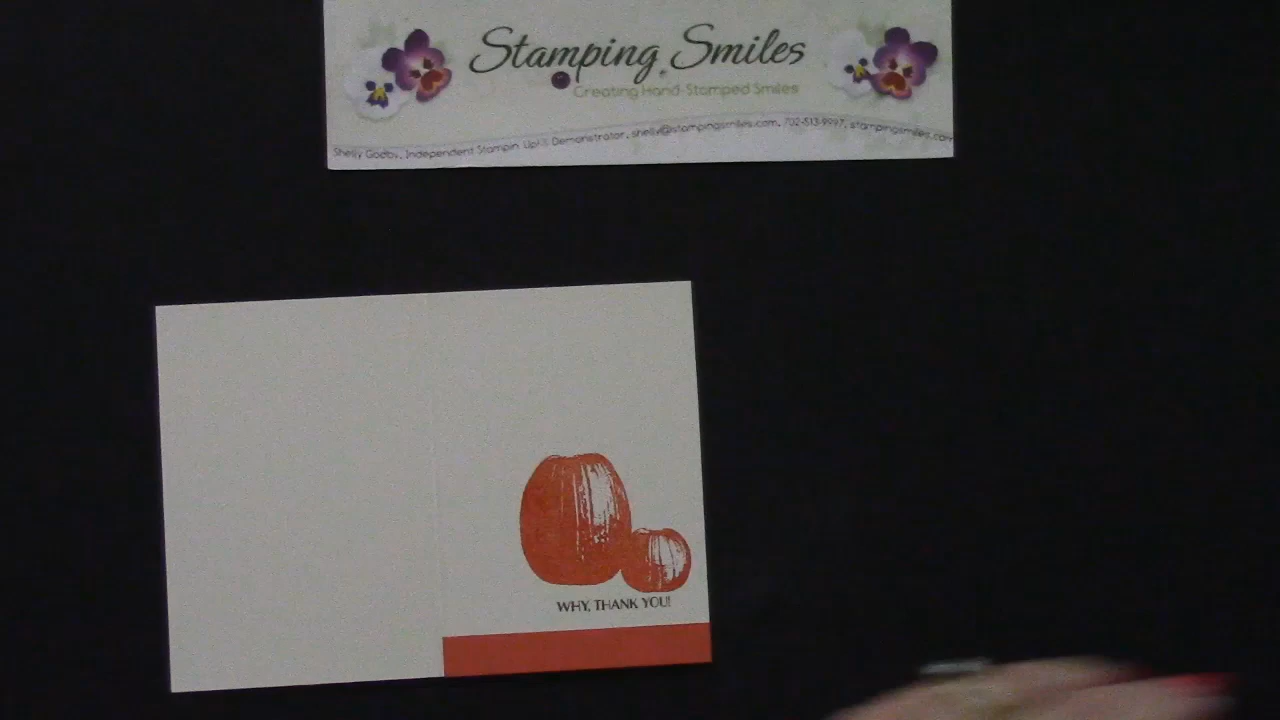 Stamping Smiles
Creating Hand-Stamped Smiles
Shelly Godby, Independent Stampin' Up!® Demonstrator, shelly@stampingsmiles.com, 702-513-9997, stampingsmiles.com
WHY, THANK YOU!